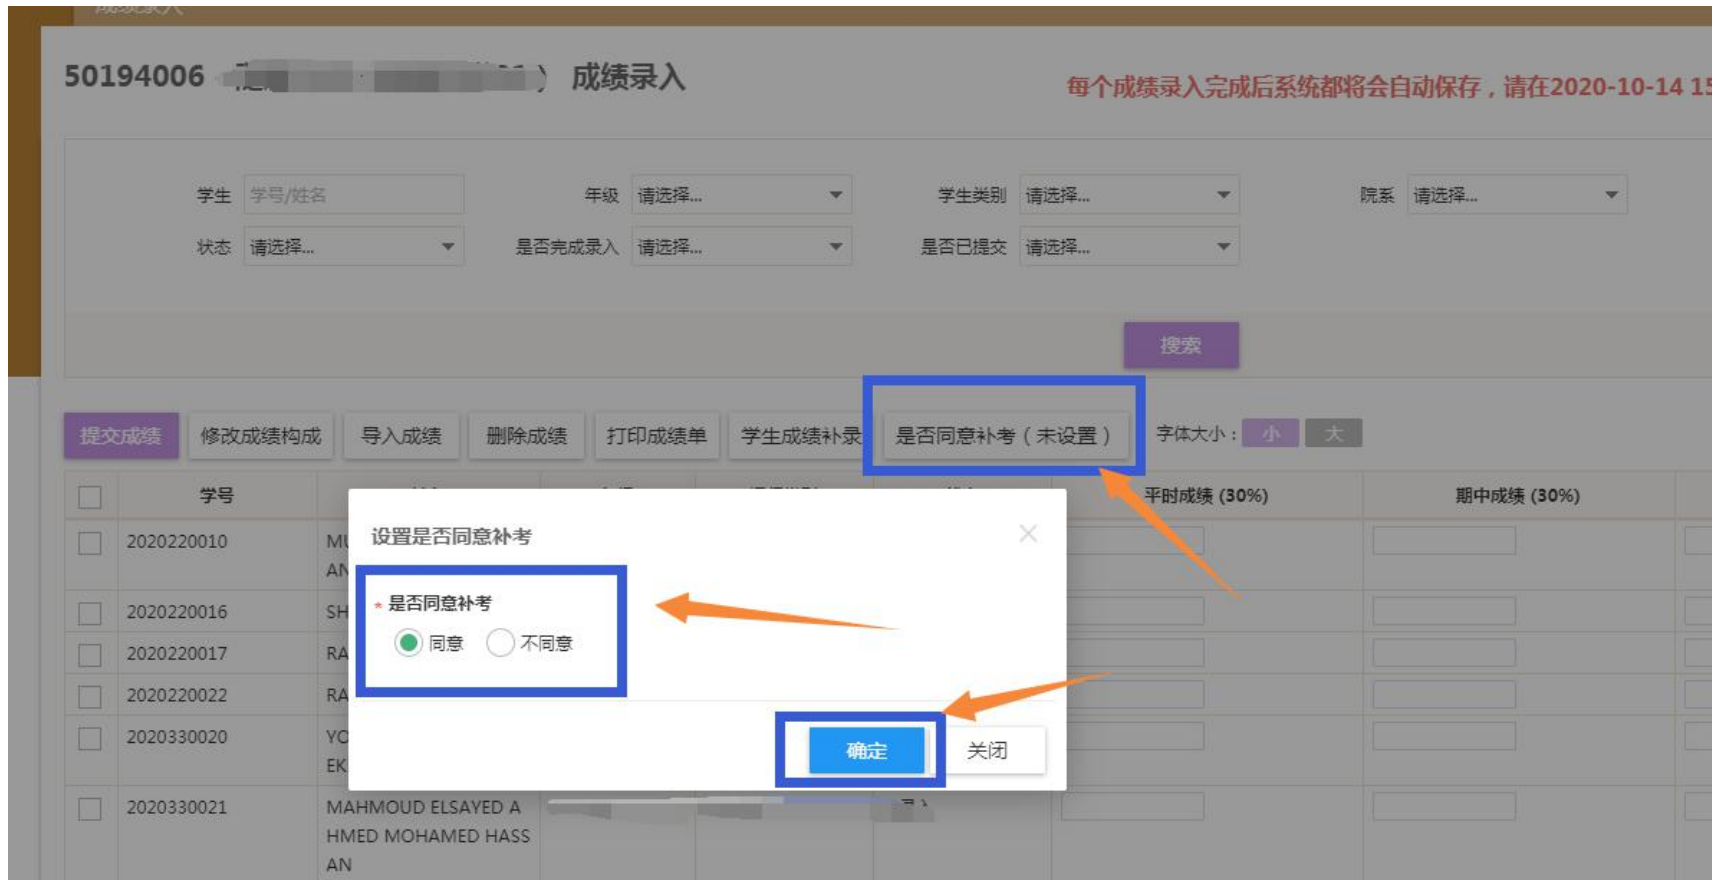 50194006
成绩录入
每个成绩录入完成后系统都将会自动保存，请在2020-10-14 15
学生 学号/姓名 年级 请选择... 学生类别 请选择... 院系 请选择...
状态 请选择... 是否完成录入 请选择... 是否已提交 请选择...
搜索
提交成绩 修改成绩构成 导入成绩 删除成绩 打印成绩单 学生成绩补录 是否同意补考（未设置） 字体大小： 小 大
学号 平时成绩 (30%) 期中成绩 (30%)
设置是否同意补考
2020220010 MU
AN
* 是否同意补考
2020220016 SH
同意 不同意
2020220017 RA
2020220022 RA
2020330020 YO
EK
确定 关闭
2020330021 MAHMOUD ELSAYED A
HMED MOHAMED HASS
AN